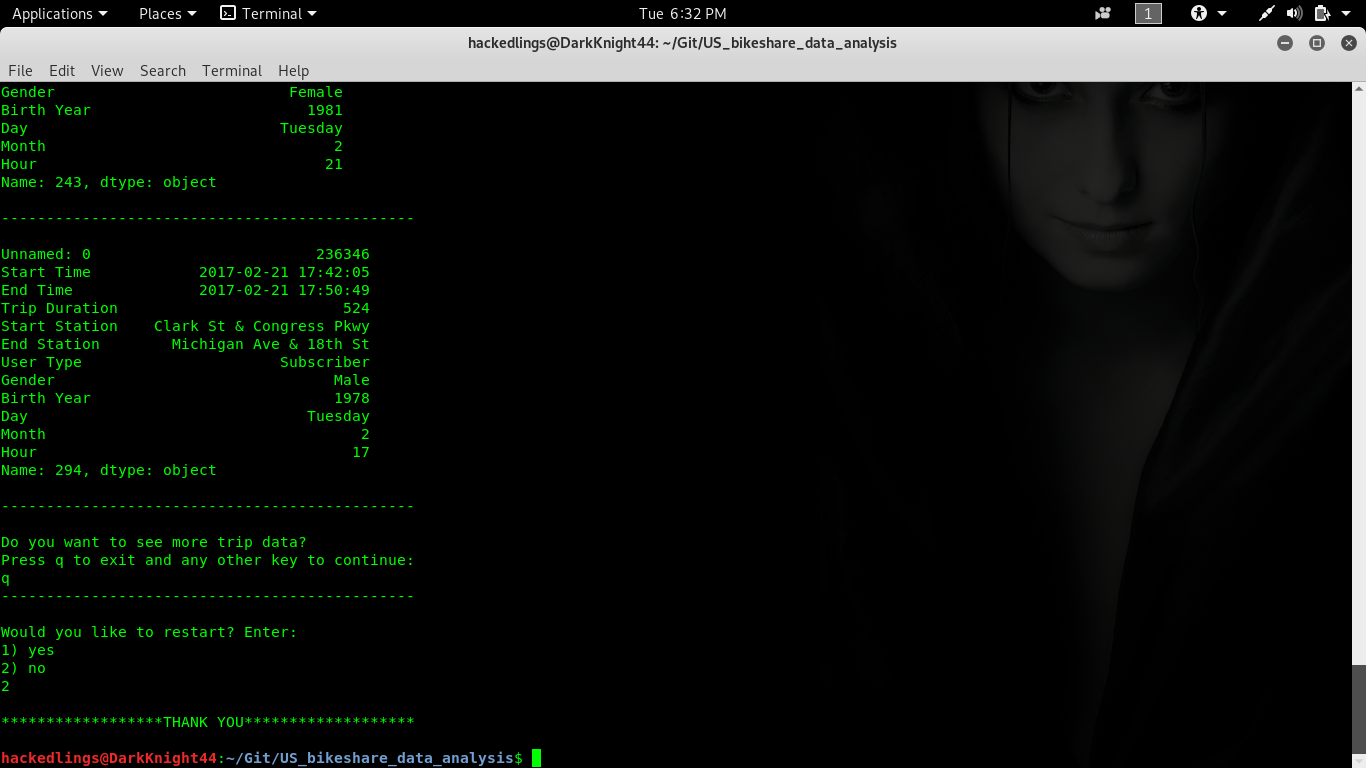 Applications Places Terminal Tue 6:32 PM 1
hackedlings@DarkKnight44: ~/Git/US_bikeshare_data_analysis
File Edit View Search Terminal Help
Gender                          Female
Birth Year                        1981
Day                            Tuesday
Month                                2
Hour                                21
Name: 243, dtype: object
----------------------------------------------
Unnamed: 0                         236346
Start Time            2017-02-21 17:42:05
End Time              2017-02-21 17:50:49
Trip Duration                         524
Start Station    Clark St & Congress Pkwy
End Station        Michigan Ave & 18th St
User Type                      Subscriber
Gender                               Male
Birth Year                           1978
Day                               Tuesday
Month                                   2
Hour                                   17
Name: 294, dtype: object
----------------------------------------------
Do you want to see more trip data?
Press q to exit and any other key to continue:
q
----------------------------------------------
Would you like to restart? Enter:
1) yes
2) no
2
******************THANK YOU*******************
hackedlings@DarkKnight44:~/Git/US_bikeshare_data_analysis$